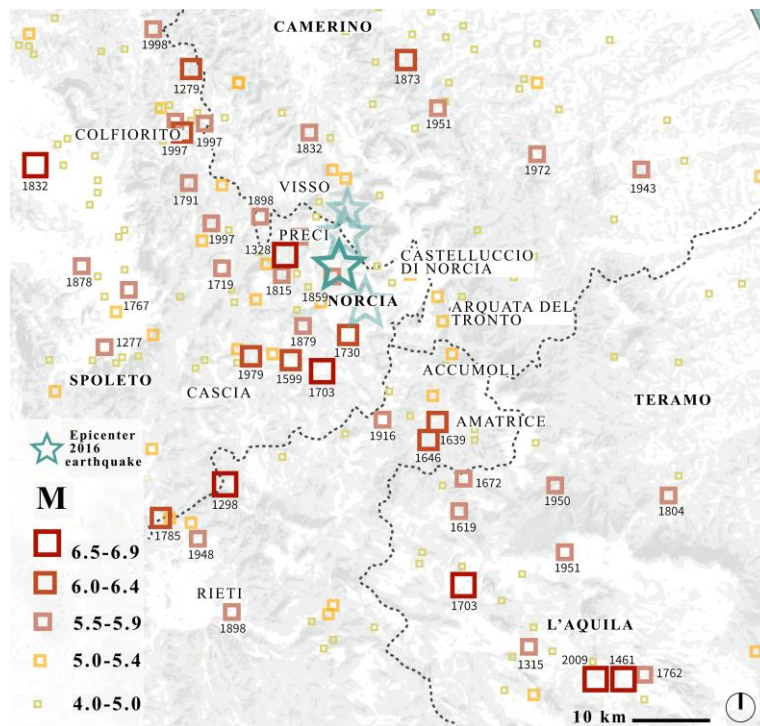 CAMERINO
1998
1279
1873
1951
COLFIORITO
1997
1997
1832
1832
1972
1943
1791
VISSO
1898
1997
PRECI
1328
CASTELLUCCIO
DI NORCIA
1878
1719
1815
1859
NORCIA
1767
ARQUATA DEL
TRONTO
1879
1730
1277
1979
1599
1703
ACCUMOLI
SPOLETO
CASCIA
TERAMO
1916
AMATRICE
1639
1646
Epicenter
2016
earthquake
M
1298
1672
1950
1804
1619
1785
1948
1951
6.5-6.9
6.0-6.4
5.5-5.9
5.0-5.4
4.0-5.0
RIETI
1898
1703
L'AQUILA
1315
2009
1461
1762
10 km